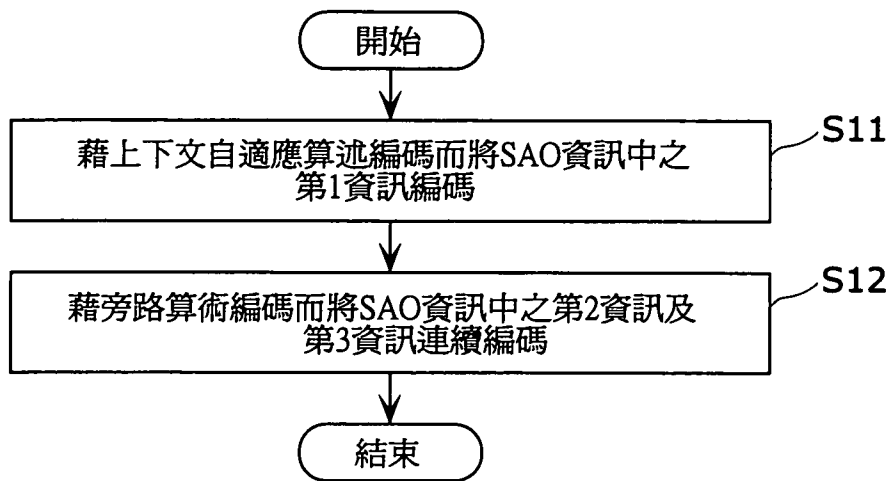 開始
藉上下文自適應算述編碼而將SAO資訊中之
第1資訊編碼
S11
藉旁路算術編碼而將SAO資訊中之第2資訊及
第3資訊連續編碼
S12
結束